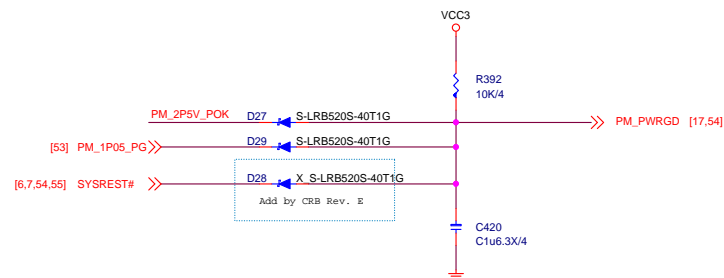 VCC3
R392
10K/4
PM_2P5V_POK D27 S-LRB520S-40T1G PM_PWRGD [17,54]
[53] PM_1P05_PG D29 S-LRB520S-40T1G
[6,7,54,55] SYSREST# D28 X_S-LRB520S-40T1G
Add by CRB Rev. E
C420
C1u6.3X/4